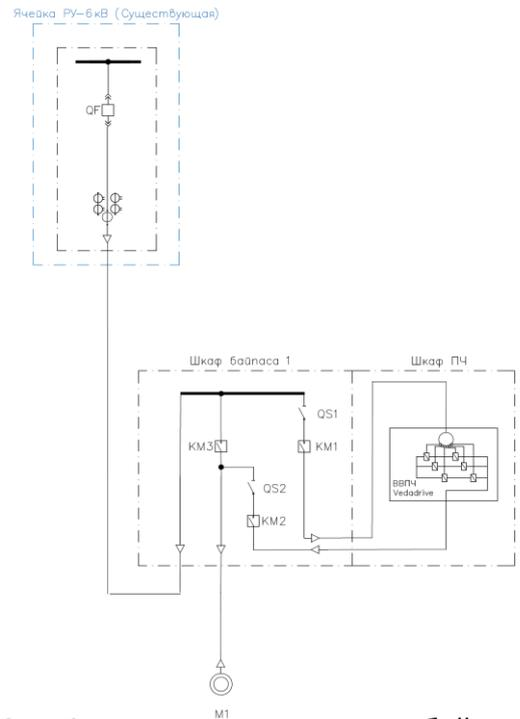 Ячейка РУ-6кВ (Существующая)
QF
Шкаф байпаса 1
Шкаф ПЧ
QS1
KM3
KM1
QS2
ВВПЧ
Vedadrive
KM2
M1